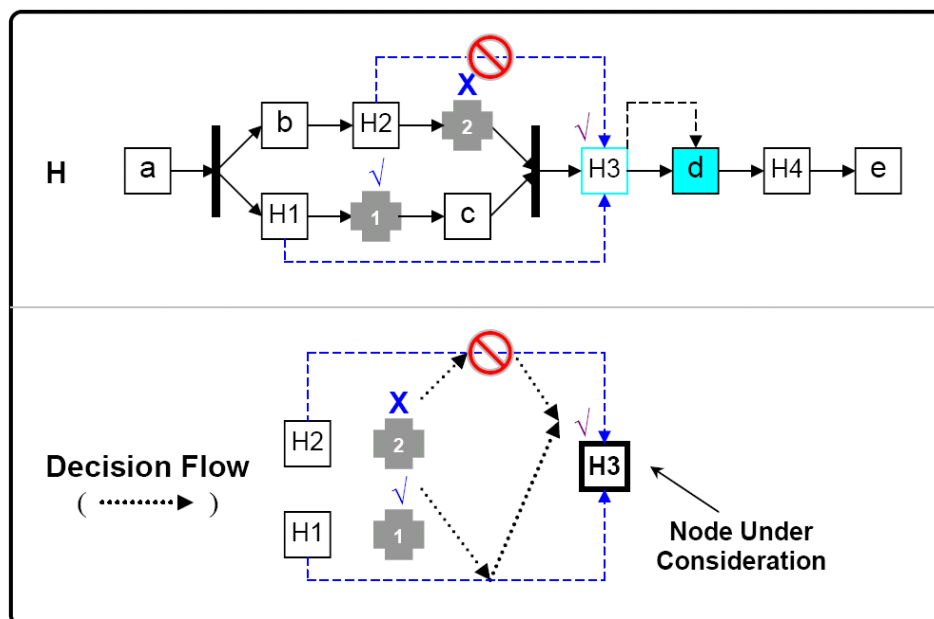 X
b H2 2
√
H a H3 d H4 e
√
H1 1 c
X
√
H2 2
H3
Decision Flow
( )
√
H1 1
Node Under
Consideration